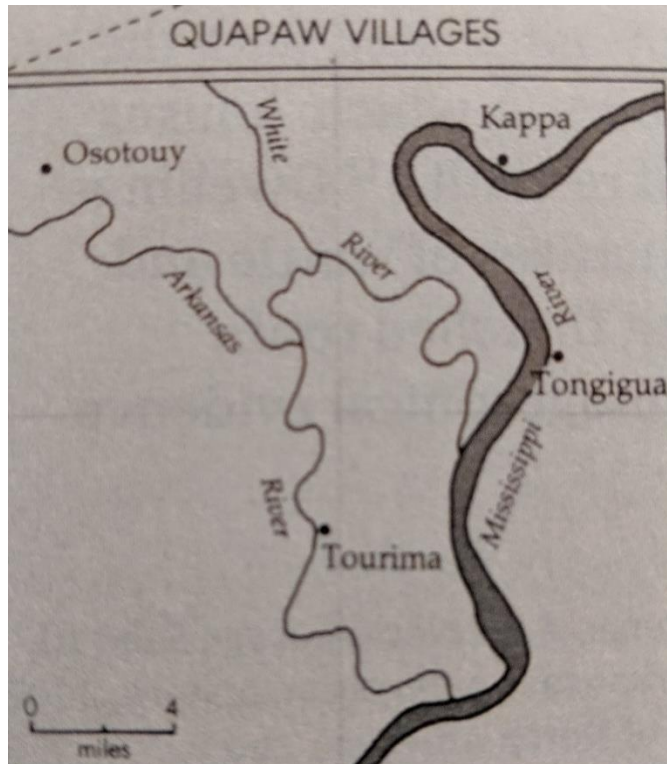 QUAPAW VILLAGES
White
River
Kappa
Osotouy
Arkansas
River
River
Mississippi
Tongigua
Tourima
0 4
miles